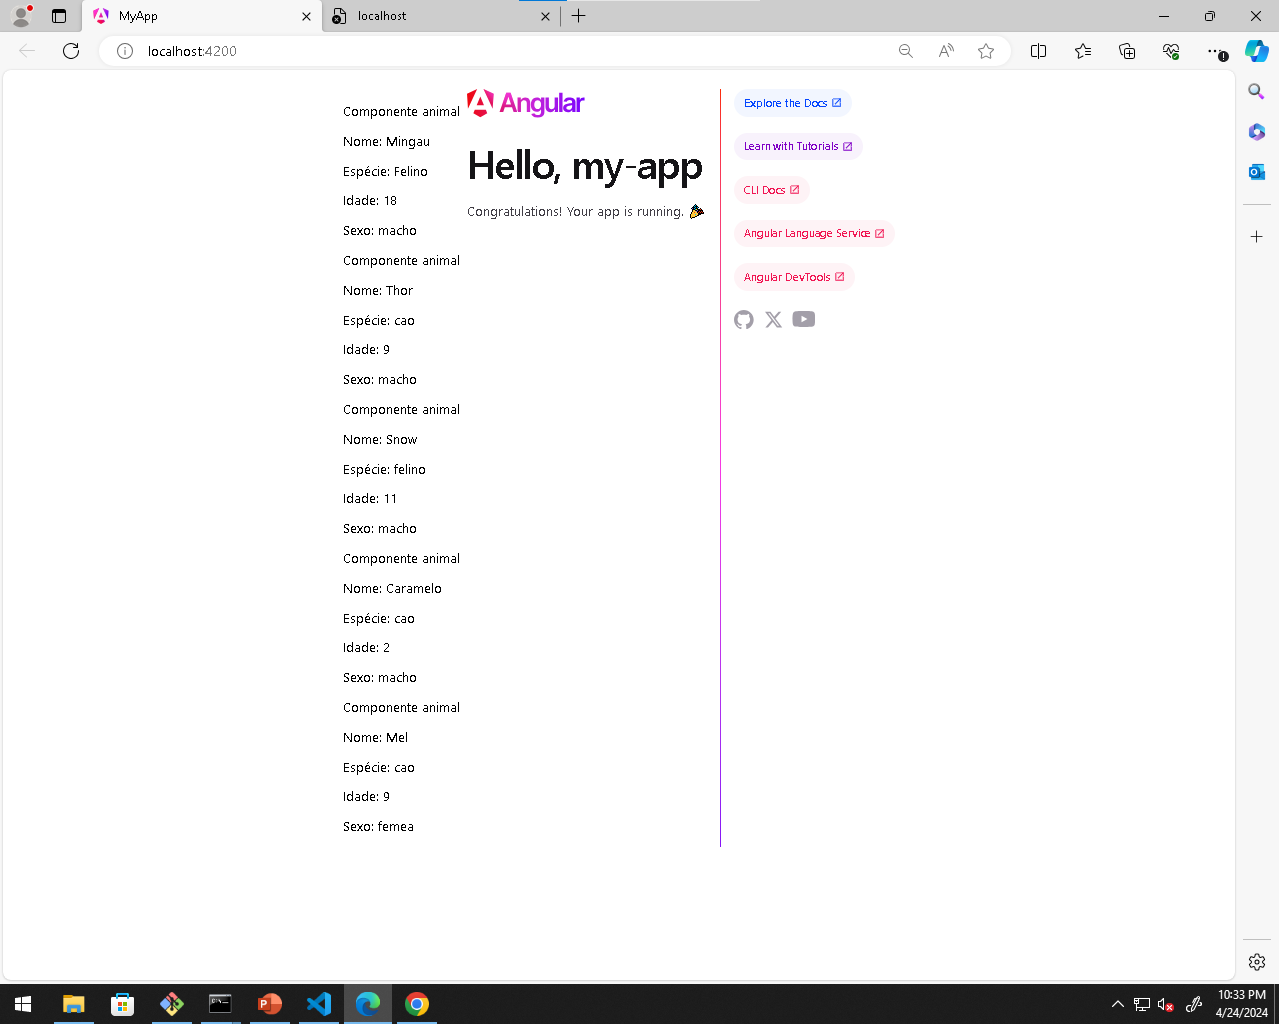 MyApp
localhost
localhost:4200
Componente animal
Nome: Mingau
Espécie: Felino
Idade: 18
Sexo: macho
Componente animal
Nome: Thor
Espécie: cao
Idade: 9
Sexo: macho
Componente animal
Nome: Snow
Espécie: felino
Idade: 11
Sexo: macho
Componente animal
Nome: Caramelo
Espécie: cao
Idade: 2
Sexo: macho
Componente animal
Nome: Mel
Espécie: cao
Idade: 9
Sexo: femea
Angular
Hello, my-app
Congratulations! Your app is running. 🎉
Explore the Docs
Learn with Tutorials
CLI Docs
Angular Language Service
Angular DevTools
10:33 PM
4/24/2024